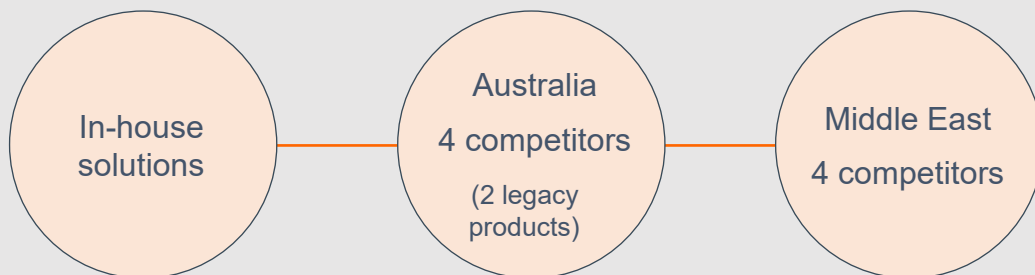 In-house
solutions
Australia
4 competitors
(2 legacy
products)
Middle East
4 competitors